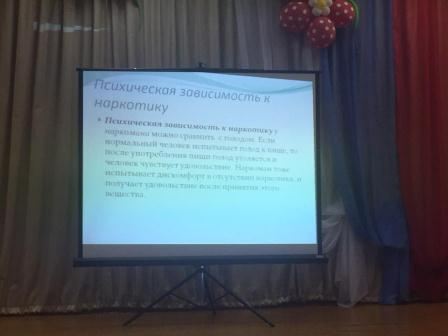 Психическая зависимость к
наркотику
Психическая зависимость к наркотику у
наркомана можно сравнить с голодом. Если
нормальный человек испытывает голод к пище, то
после употребления пищи голод утоляется и
человек чувствует удовольствие. Наркоман тоже
испытывает дискомфорт в отсутствии наркотика, и
получает удовольствие после принятия этого
вещества.